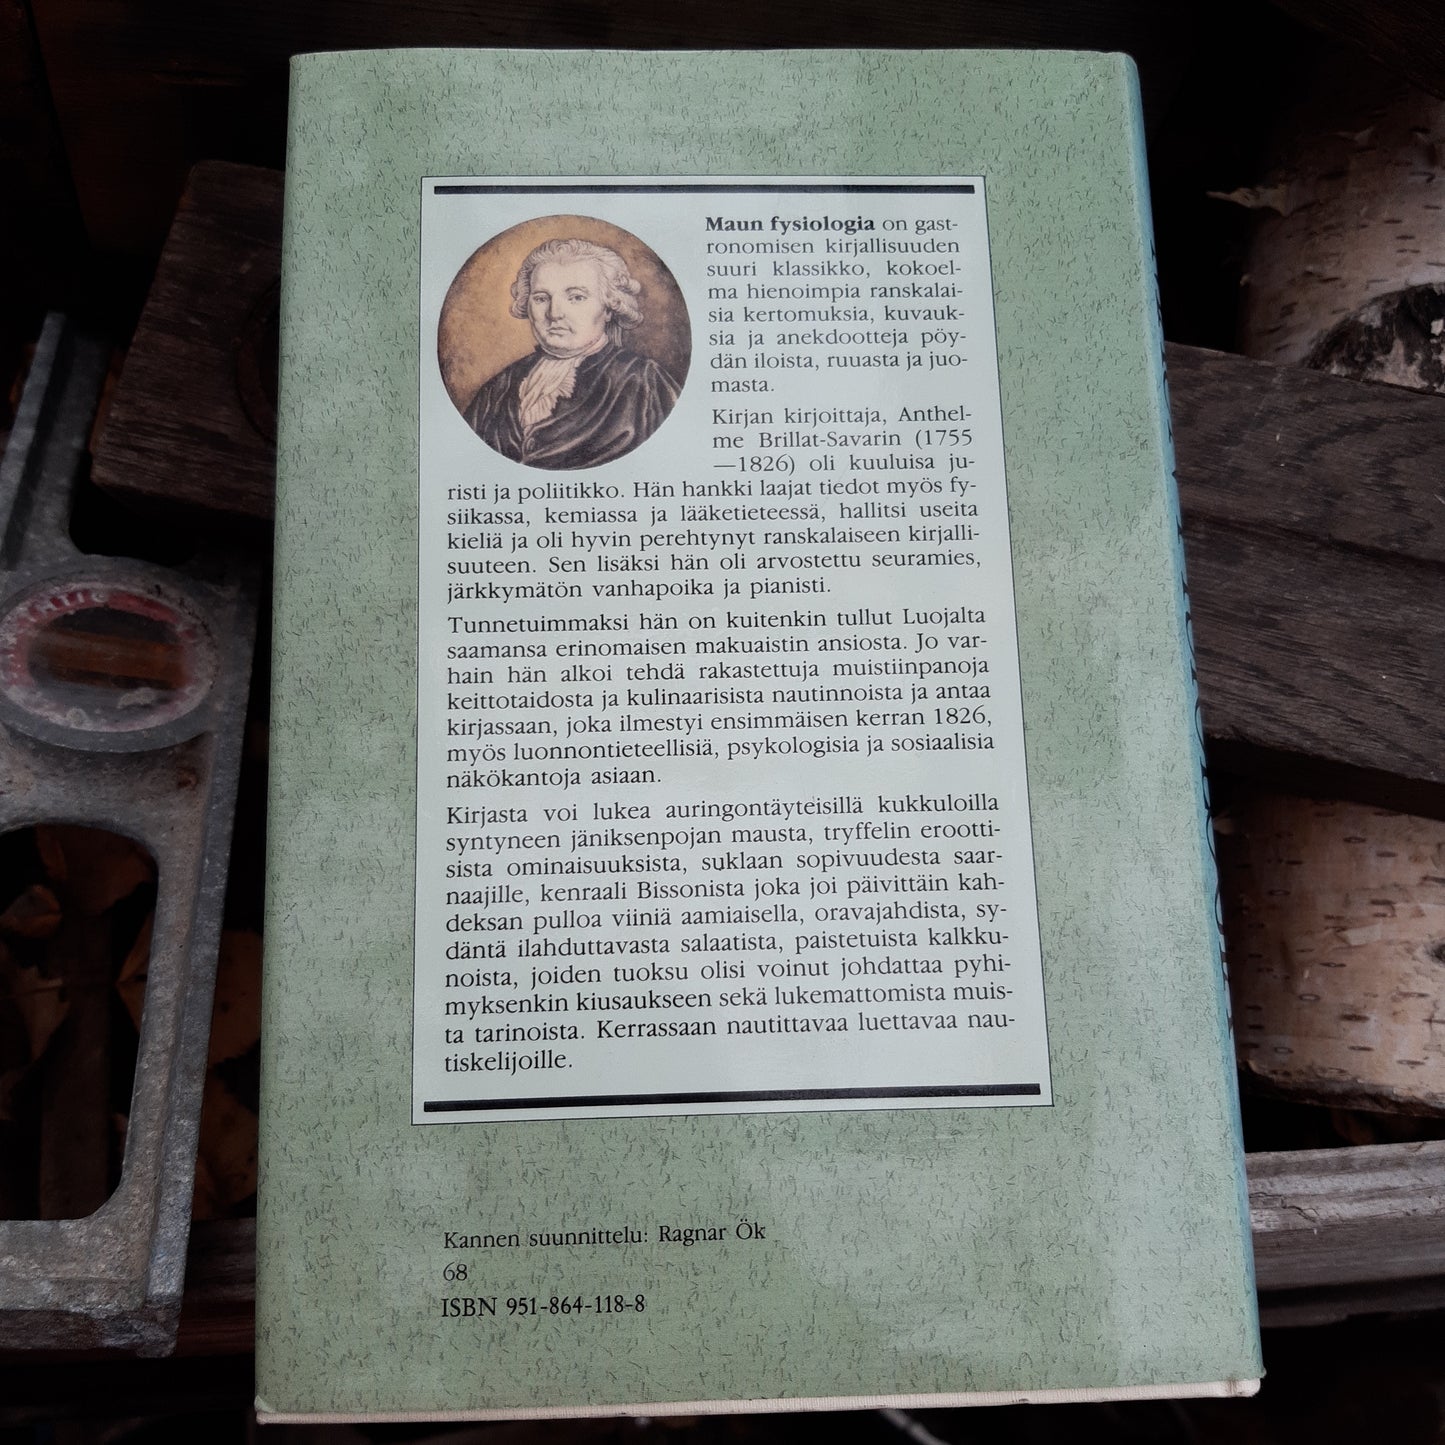 Maun fysiologia on gast-
ronomisen kirjallisuuden
suuri klassikko, kokoel-
ma hienoimpia ranskalai-
sia kertomuksia, kuvauk-
sia ja anekdootteja pöy-
dän iloista, ruuasta ja juo-
masta.
Kirjan kirjoittaja, Anthel-
me Brillat-Savarin (1755
—1826) oli kuuluisa ju-
risti ja poliitikko. Hän hankki laajat tiedot myös fy-
siikassa, kemiassa ja lääketieteessä, hallitsi useita
kieliä ja oli hyvin perehtynyt ranskalaiseen kirjalli-
suuteen. Sen lisäksi hän oli arvostettu seuramies,
järkkymätön vanhapoika ja pianisti.
Tunnetuimmaksi hän on kuitenkin tullut Luojalta
saamansa erinomaisen makuaistin ansiosta. Jo var-
hain hän alkoi tehdä rakastettuja muistiinpanoja
keittotaidosta ja kulinaarisista nautinnoista ja antaa
kirjassaan, joka ilmestyi ensimmäisen kerran 1826,
myös luonnontieteellisiä, psykologisia ja sosiaalisia
näkökantoja asiaan.
Kirjasta voi lukea auringontäyteisillä kukkuloilla
syntyneen jäniksenpojan mausta, tryffelin erootti-
sista ominaisuuksista, suklaan sopivuudesta saar-
naajille, kenraali Bissonista joka joi päivittäin kah-
deksan pulloa viiniä aamiaisella, oravajahdista, sy-
däntä ilahduttavasta salaatista, paistetuista kalkku-
noista, joiden tuoksu olisi voinut johdattaa pyhi-
myksenkin kiusaukseen sekä lukemattomista muis-
ta tarinoista. Kerrassaan nautittavaa luettavaa nau-
tiskelijoille.
Kannen suunnittelu: Ragnar Ök
68
ISBN 951-864-118-8